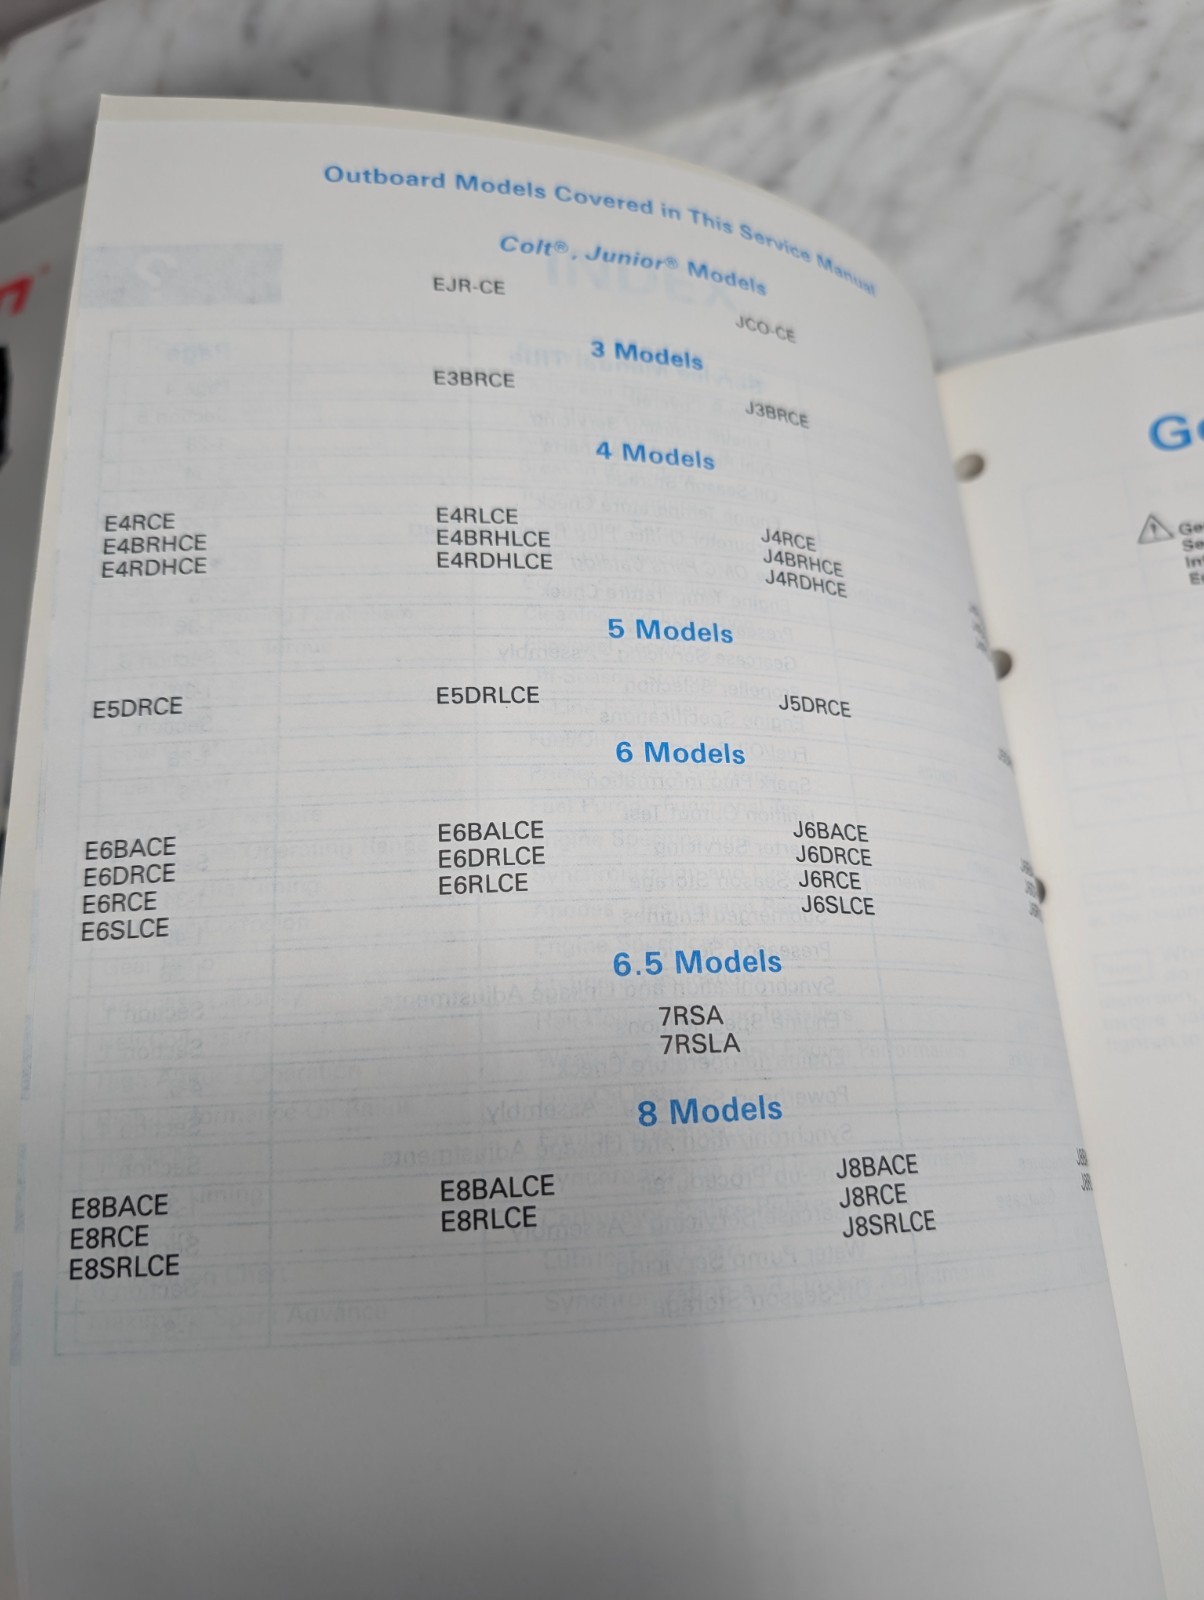 Outboard Models Covered in This Service Manual
Colt®, Junior® Models
EJR-CE JCO-CE
3 Models
E3BRCE J3BRCE
4 Models
E4RCE E4RLCE J4RCE
E4BRHCE E4BRHLCE J4BRHCE
E4RDHCE E4RDHLCE J4RDHCE
5 Models
E5DRCE E5DRLCE J5DRCE
6 Models
E6BACE E6BALCE J6BACE
E6DRCE E6DRLCE J6DRCE
E6RCE E6RLCE J6RCE
E6SLCE J6SLCE
6.5 Models
7RSA
7RSLA
8 Models
E8BACE E8BALCE J8BACE
E8RCE E8RLCE J8RCE
E8SRLCE J8SRLCE